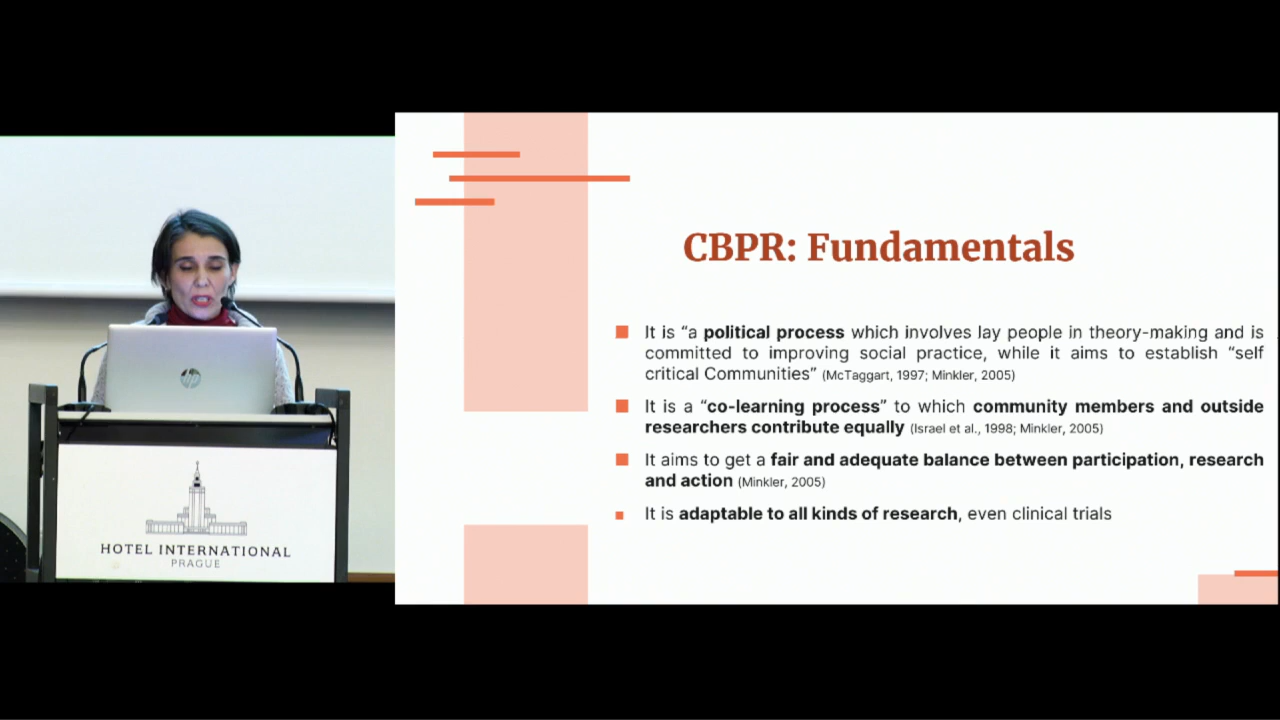 CBPR: Fundamentals
It is “a political process which involves lay people in theory-making and is
committed to improving social practice, while it aims to establish “self
critical Communities” (McTaggart, 1997; Minkler, 2005)
It is a “co-learning process” to which community members and outside
researchers contribute equally (Israel et al., 1998; Minkler, 2005)
It aims to get a fair and adequate balance between participation, research
and action (Minkler, 2005)
It is adaptable to all kinds of research, even clinical trials
hp
HOTEL INTERNATIONAL
PRAGUE